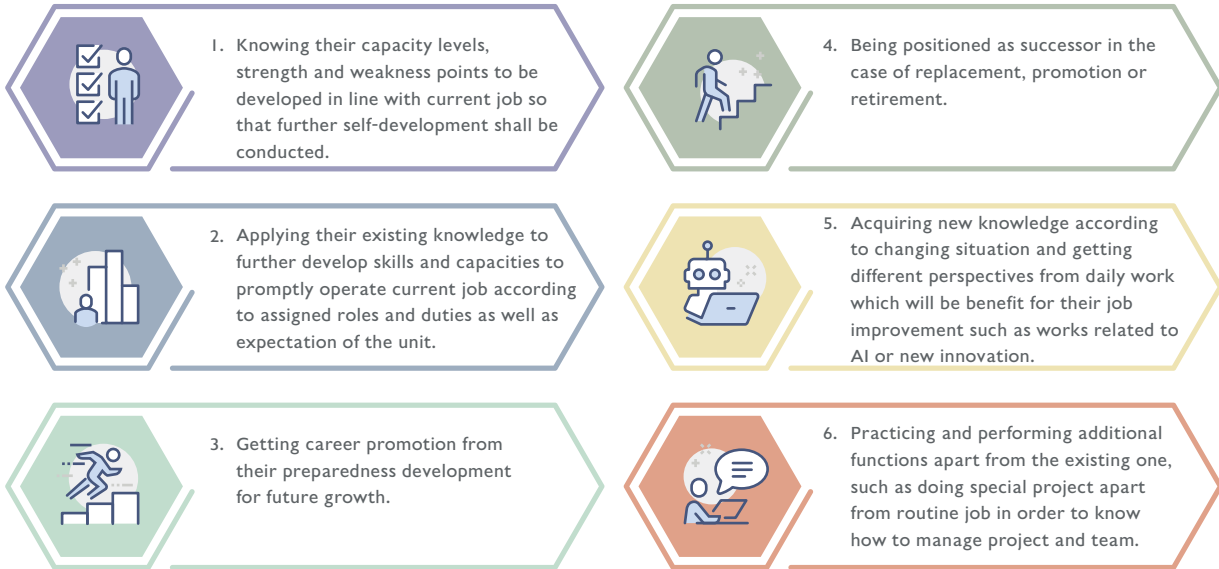 1. Knowing their capacity levels,
strength and weakness points to be
developed in line with current job so
that further self-development shall be
conducted.
2. Applying their existing knowledge to
further develop skills and capacities to
promptly operate current job according
to assigned roles and duties as well as
expectation of the unit.
3. Getting career promotion from
their preparedness development
for future growth.
4. Being positioned as successor in the
case of replacement, promotion or
retirement.
5. Acquiring new knowledge according
to changing situation and getting
different perspectives from daily work
which will be benefit for their job
improvement such as works related to
AI or new innovation.
6. Practicing and performing additional
functions apart from the existing one,
such as doing special project apart
from routine job in order to know
how to manage project and team.